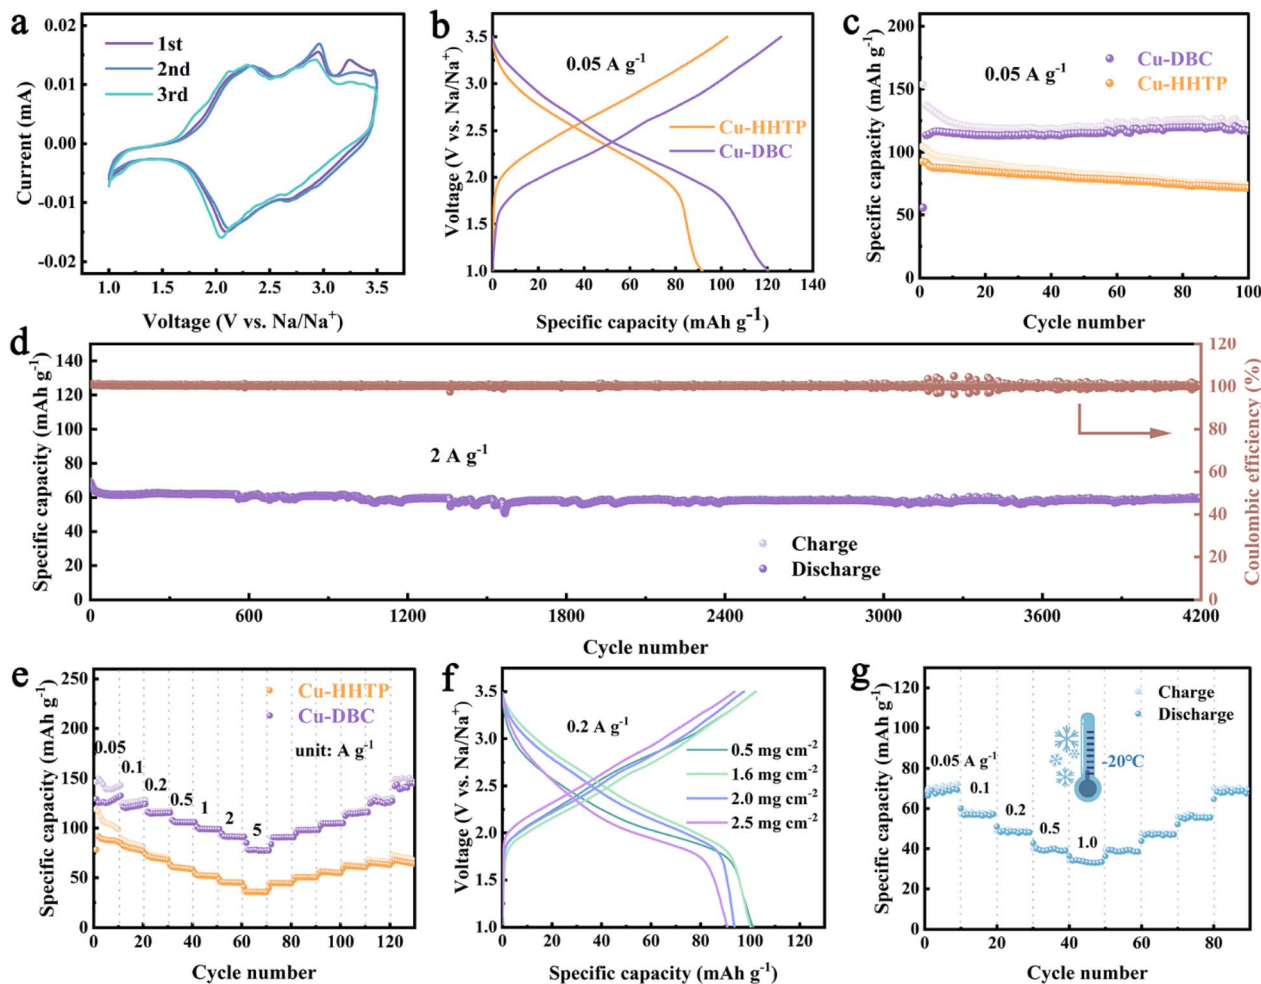 a
1st
2nd
3rd
0.02
0.01
0.00
-0.01
-0.02
Current (mA)
1.0 1.5 2.0 2.5 3.0 3.5
Voltage (V vs. Na/Na⁺)
b
0.05 A g⁻¹
Cu-HHTP
Cu-DBC
3.5
3.0
2.5
2.0
1.5
1.0
Voltage (V vs. Na/Na⁺)
0 20 40 60 80 100 120 140
Specific capacity (mAh g⁻¹)
c
0.05 A g⁻¹
Cu-DBC
Cu-HHTP
200
150
100
50
0
Specific capacity (mAh g⁻¹)
0 20 40 60 80 100
Cycle number
d
2 A g⁻¹
Charge
Discharge
140
120
100
80
60
40
20
0
Specific capacity (mAh g⁻¹)
120
100
80
60
40
20
0
Coulombic efficiency (%)
0 600 1200 1800 2400 3000 3600 4200
Cycle number
e
Cu-HHTP
Cu-DBC
unit: A g⁻¹
0.05
0.1
0.2
0.5
1
2
5
250
200
150
100
50
0
Specific capacity (mAh g⁻¹)
0 20 40 60 80 100 120
Cycle number
f
0.2 A g⁻¹
0.5 mg cm⁻²
1.6 mg cm⁻²
2.0 mg cm⁻²
2.5 mg cm⁻²
3.5
3.0
2.5
2.0
1.5
1.0
Voltage (V vs. Na/Na⁺)
0 20 40 60 80 100 120
Specific capacity (mAh g⁻¹)
g
Charge
Discharge
-20°C
0.05 A g⁻¹
0.1
0.2
0.5
1.0
120
100
80
60
40
20
0
Specific capacity (mAh g⁻¹)
0 20 40 60 80
Cycle number